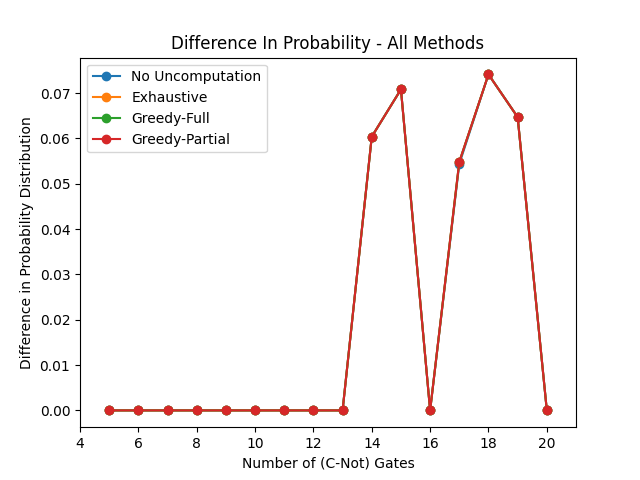 Difference In Probability - All Methods
No Uncomputation
Exhaustive
Greedy-Full
Greedy-Partial
Difference in Probability Distribution
0.07
0.06
0.05
0.04
0.03
0.02
0.01
0.00
4 6 8 10 12 14 16 18 20
Number of (C-Not) Gates